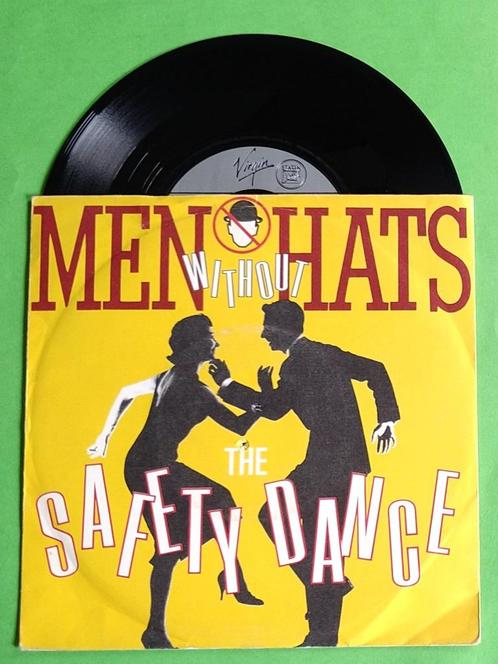 Virgin
MEN WITHOUT HATS
THE
SAFETY DANCE